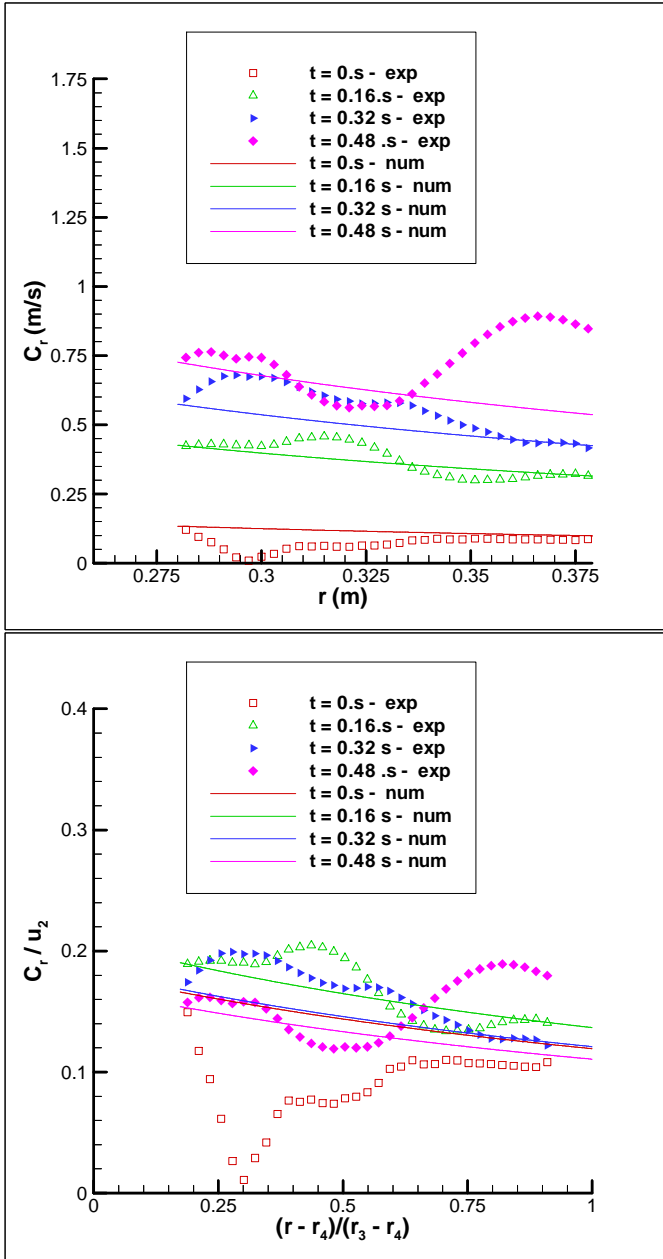 1.75
t = 0.s - exp
t = 0.16.s - exp
t = 0.32 s - exp
1.5
t = 0.48 .s - exp
t = 0.s - num
t = 0.16 s - num
1.25
t = 0.32 s - num
t = 0.48 s - num
1
Cr (m/s)
0.75
0.5
0.25
0
0.275
0.3
0.325
0.35
0.375
r (m)
0.4
t = 0.s - exp
t = 0.16.s - exp
t = 0.32 s - exp
t = 0.48 .s - exp
t = 0.s - num
t = 0.16 s - num
0.3
t = 0.32 s - num
t = 0.48 s - num
Cr / u2
0.2
0.1
0
0
0.25
0.5
0.75
1
(r - r4)/(r3 - r4)